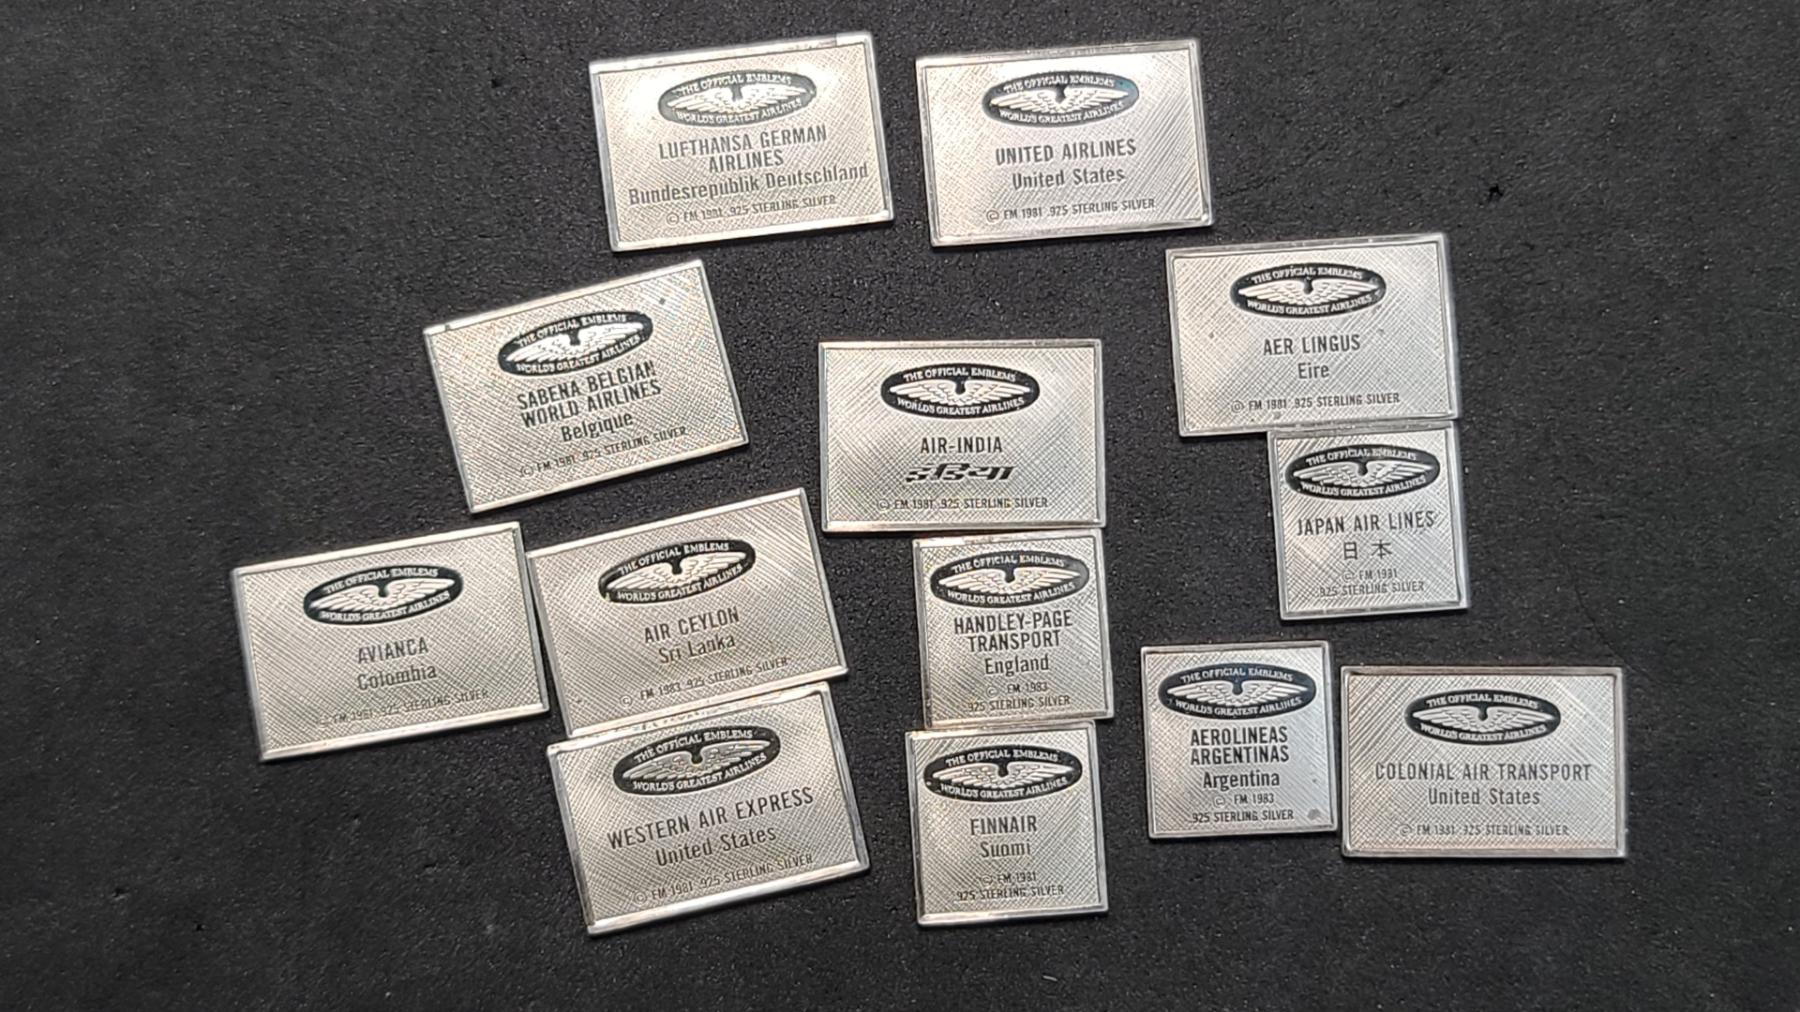 THE OFFICIAL EMBLEMS
WORLD'S GREATEST AIRLINES
LUFTHANSA GERMAN
AIRLINES
Bundesrepublik Deutschland
© FM 1981 .925 STERLING SILVER
THE OFFICIAL EMBLEMS
WORLD'S GREATEST AIRLINES
UNITED AIRLINES
United States
© FM 1981 .925 STERLING SILVER
THE OFFICIAL EMBLEMS
WORLD'S GREATEST AIRLINES
SABENA BELGIAN
WORLD AIRLINES
Belgique
© FM 1981 .925 STERLING SILVER
THE OFFICIAL EMBLEMS
WORLD'S GREATEST AIRLINES
AIR-INDIA
इंडिया
© FM 1981 .925 STERLING SILVER
THE OFFICIAL EMBLEMS
WORLD'S GREATEST AIRLINES
AER LINGUS
Eire
© FM 1981 .925 STERLING SILVER
THE OFFICIAL EMBLEMS
WORLD'S GREATEST AIRLINES
JAPAN AIR LINES
日本
© FM 1981
.925 STERLING SILVER
THE OFFICIAL EMBLEMS
WORLD'S GREATEST AIRLINES
AVIANCA
Colombia
© FM 1981 .925 STERLING SILVER
THE OFFICIAL EMBLEMS
WORLD'S GREATEST AIRLINES
AIR CEYLON
Sri Lanka
© FM 1983 .925 STERLING SILVER
THE OFFICIAL EMBLEMS
WORLD'S GREATEST AIRLINES
HANDLEY-PAGE
TRANSPORT
England
© FM 1983
.925 STERLING SILVER
THE OFFICIAL EMBLEMS
WORLD'S GREATEST AIRLINES
WESTERN AIR EXPRESS
United States
© FM 1981 .925 STERLING SILVER
THE OFFICIAL EMBLEMS
WORLD'S GREATEST AIRLINES
FINNAIR
Suomi
© FM 1981
.925 STERLING SILVER
THE OFFICIAL EMBLEMS
WORLD'S GREATEST AIRLINES
AEROLINEAS
ARGENTINAS
Argentina
© FM 1983
.925 STERLING SILVER
THE OFFICIAL EMBLEMS
WORLD'S GREATEST AIRLINES
COLONIAL AIR TRANSPORT
United States
© FM 1981 .925 STERLING SILVER